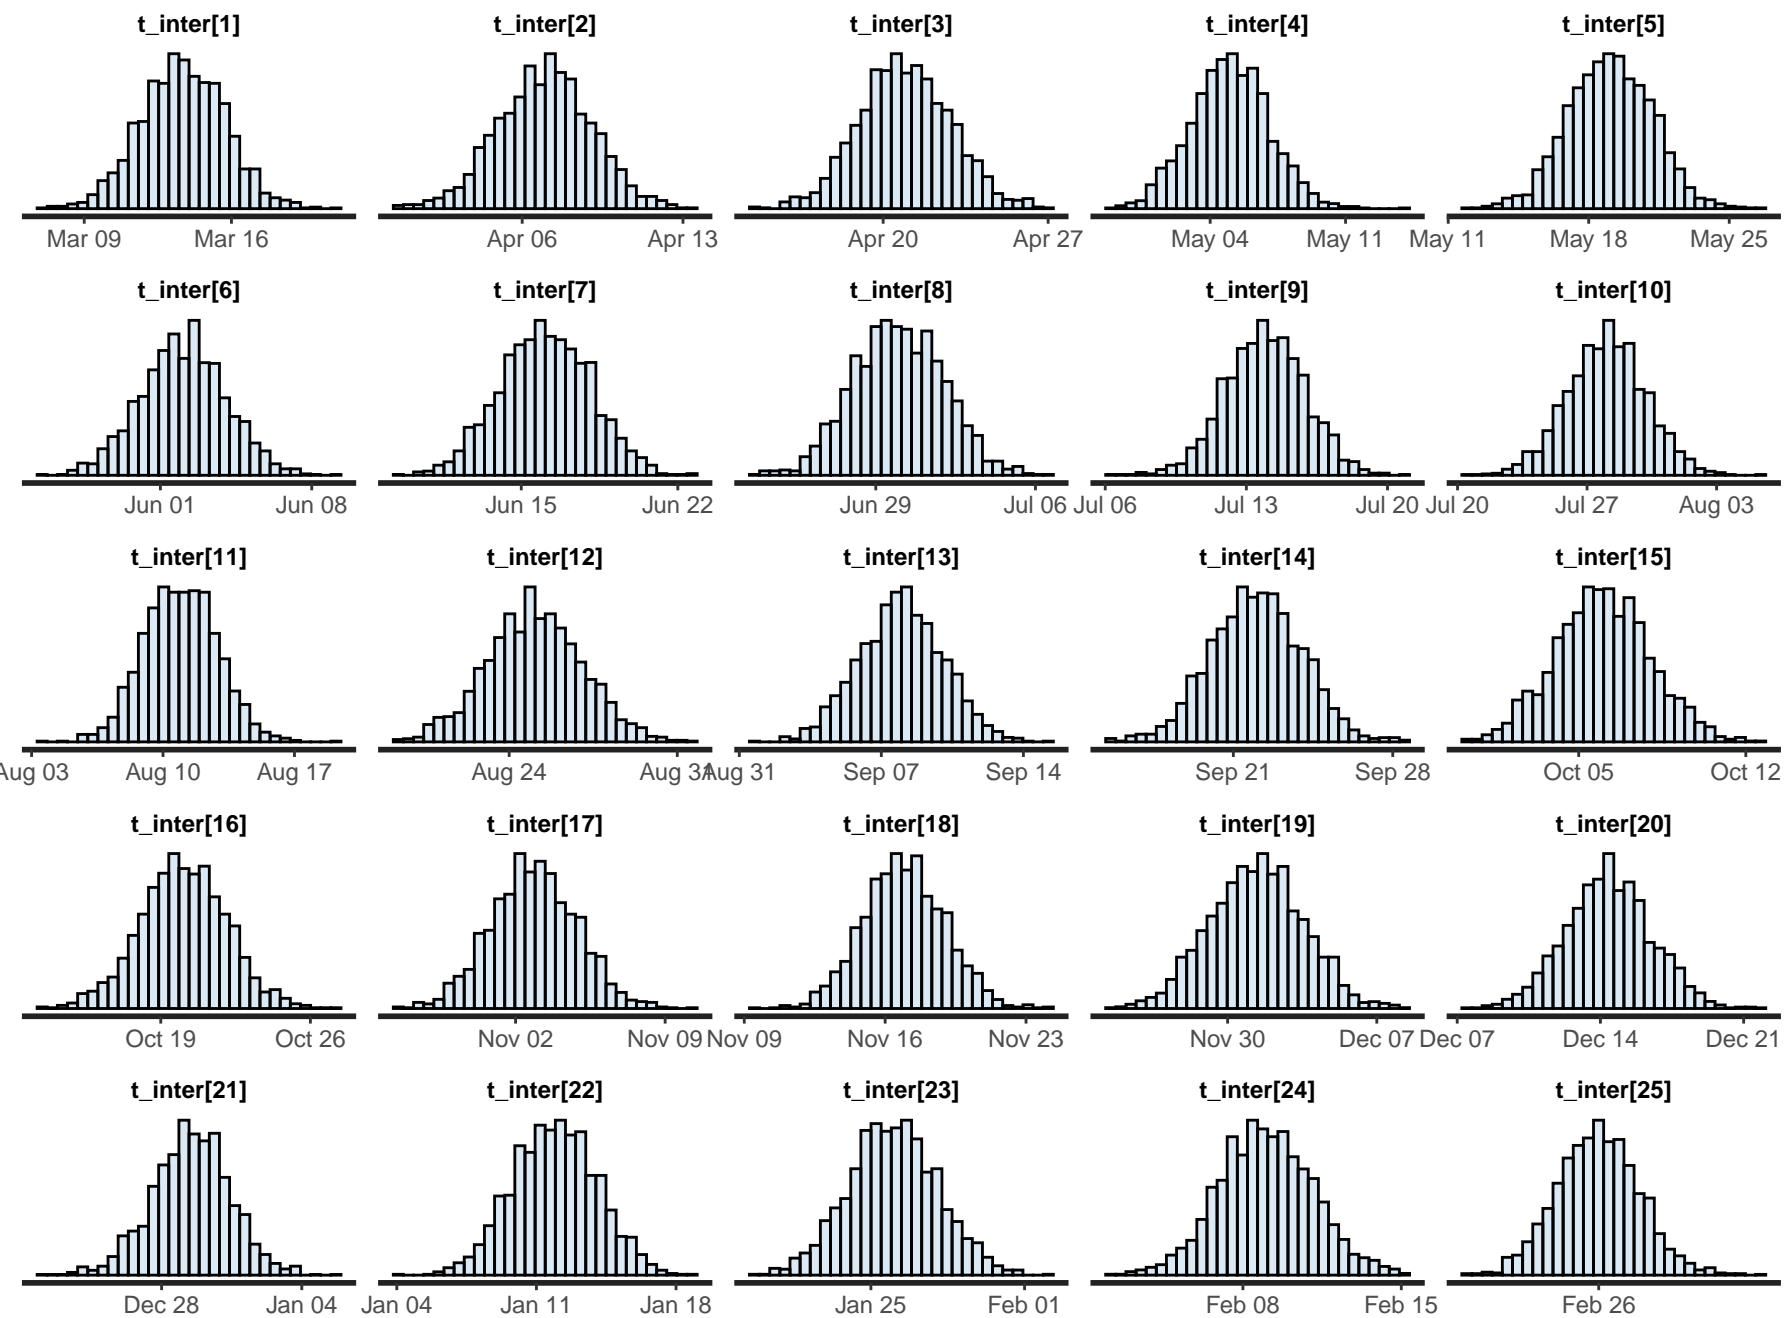 t_inter[1] t_inter[2] t_inter[3] t_inter[4] t_inter[5]
Mar 09 Mar 16 Apr 06 Apr 13 Apr 20 Apr 27 May 04 May 11 May 11 May 18 May 25
t_inter[6] t_inter[7] t_inter[8] t_inter[9] t_inter[10]
Jun 01 Jun 08 Jun 15 Jun 22 Jun 29 Jul 06 Jul 06 Jul 13 Jul 20 Jul 20 Jul 27 Aug 03
t_inter[11] t_inter[12] t_inter[13] t_inter[14] t_inter[15]
Aug 03 Aug 10 Aug 17 Aug 24 Aug 31 Aug 31 Sep 07 Sep 14 Sep 21 Sep 28 Oct 05 Oct 12
t_inter[16] t_inter[17] t_inter[18] t_inter[19] t_inter[20]
Oct 19 Oct 26 Nov 02 Nov 09 Nov 09 Nov 16 Nov 23 Nov 30 Dec 07 Dec 07 Dec 14 Dec 21
t_inter[21] t_inter[22] t_inter[23] t_inter[24] t_inter[25]
Dec 28 Jan 04 Jan 04 Jan 11 Jan 18 Jan 25 Feb 01 Feb 08 Feb 15 Feb 26